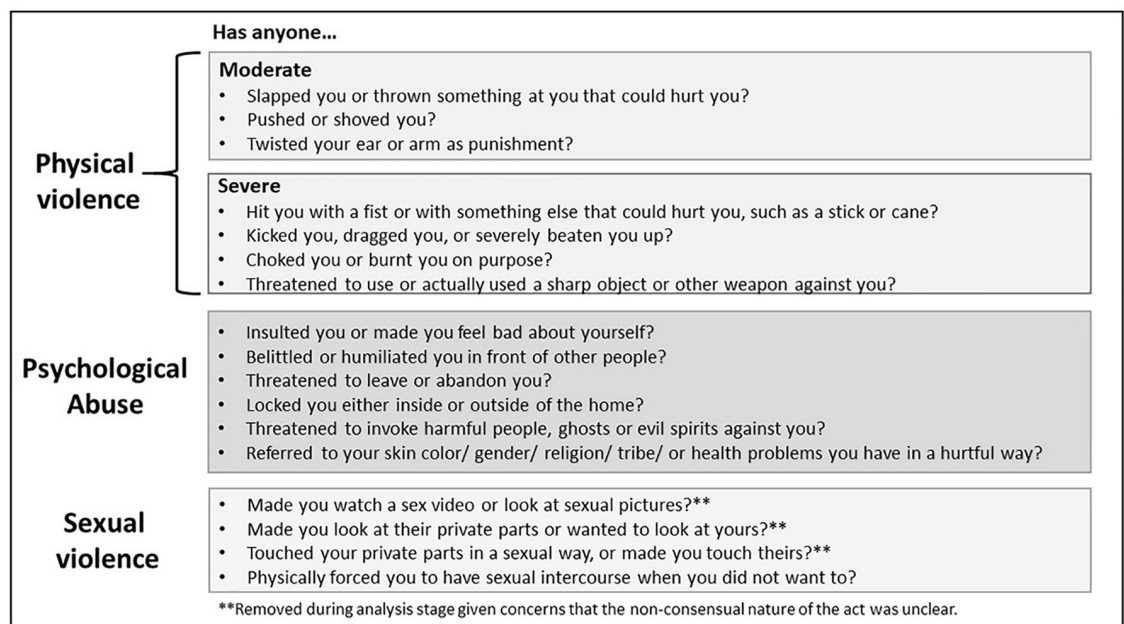 Has anyone...
Physical
violence
Moderate
• Slapped you or thrown something at you that could hurt you?
• Pushed or shoved you?
• Twisted your ear or arm as punishment?
Severe
• Hit you with a fist or with something else that could hurt you, such as a stick or cane?
• Kicked you, dragged you, or severely beaten you up?
• Choked you or burnt you on purpose?
• Threatened to use or actually used a sharp object or other weapon against you?
Psychological
Abuse
• Insulted you or made you feel bad about yourself?
• Belittled or humiliated you in front of other people?
• Threatened to leave or abandon you?
• Locked you either inside or outside of the home?
• Threatened to invoke harmful people, ghosts or evil spirits against you?
• Referred to your skin color/ gender/ religion/ tribe/ or health problems you have in a hurtful way?
Sexual
violence
• Made you watch a sex video or look at sexual pictures?**
• Made you look at their private parts or wanted to look at yours?**
• Touched your private parts in a sexual way, or made you touch theirs?**
• Physically forced you to have sexual intercourse when you did not want to?
**Removed during analysis stage given concerns that the non-consensual nature of the act was unclear.